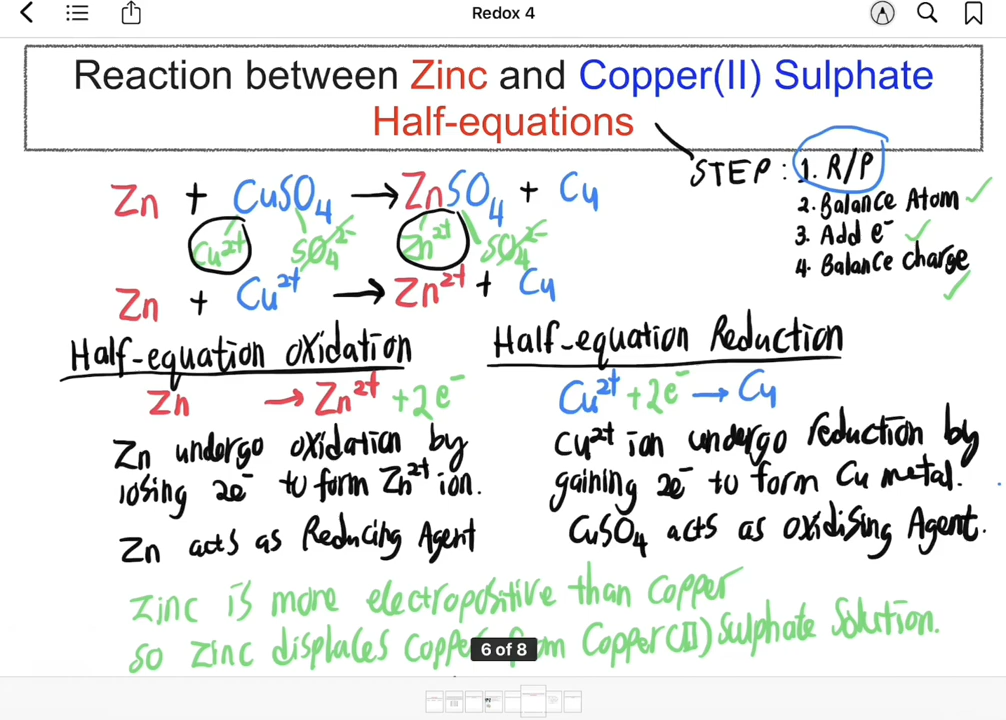 Redox 4
Reaction between Zinc and Copper(II) Sulphate
Half-equations
STEP : 1. R/P
2. Balance Atom ✓
3. Add e⁻ ✓
4. Balance charge ✓
Zn + CuSO₄ → ZnSO₄ + Cu
Cu²⁺ SO₄²⁻ Zn²⁺ SO₄²⁻
Zn + Cu²⁺ → Zn²⁺ + Cu
Half-equation Oxidation
Zn → Zn²⁺ + 2e⁻
Zn undergo oxidation by
losing 2e⁻ to form Zn²⁺ ion.
Zn acts as Reducing Agent
Half-equation Reduction
Cu²⁺ + 2e⁻ → Cu
Cu²⁺ ion undergo reduction by
gaining 2e⁻ to form Cu metal.
CuSO₄ acts as oxidising Agent.
Zinc is more electropositive than Copper
so Zinc displaces Copper from Copper(II) Sulphate Solution.
6 of 8